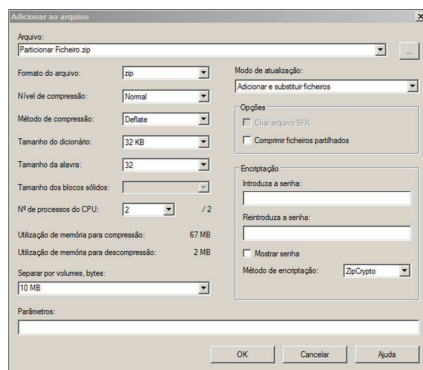 Adicionar ao arquivo
Arquivo:
Particionar Ficheiro.zip
...
Formato do arquivo: zip
Nível de compressão: Normal
Método de compressão: Deflate
Tamanho do dicionário: 32 KB
Tamanho da alavra: 32
Tamanho dos blocos sólidos:
Nº de processos do CPU: 2 / 2
Utilização de memória para compressão: 67 MB
Utilização de memória para descompressão: 2 MB
Separar por volumes, bytes:
10 MB
Modo de atualização:
Adicionar e substituir ficheiros
Opções
Criar arquivo SFX
Comprimir ficheiros partilhados
Encriptação
Introduza a senha:
Reintroduza a senha:
Mostrar senha
Método de encriptação: ZipCrypto
Parâmetros:
OK Cancelar Ajuda